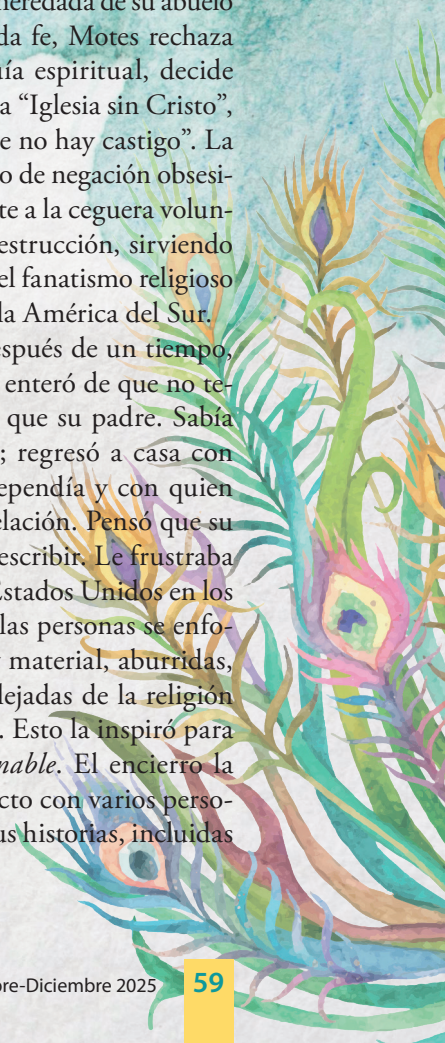 heredada de su abuelo
da fe, Motes rechaza
uía espiritual, decide
a “Iglesia sin Cristo”,
e no hay castigo”. La
o de negación obsesi-
te a la ceguera volun-
estrucción, sirviendo
el fanatismo religioso
la América del Sur.
espués de un tiempo,
enteró de que no te-
que su padre. Sabía
; regresó a casa con
ependía y con quien
elación. Pensó que su
escribir. Le frustraba
Estados Unidos en los
las personas se enfo-
material, aburridas,
lejadas de la religión
. Esto la inspiró para
nable. El encierro la
cto con varios perso-
us historias, incluidas
re-Diciembre 2025 59